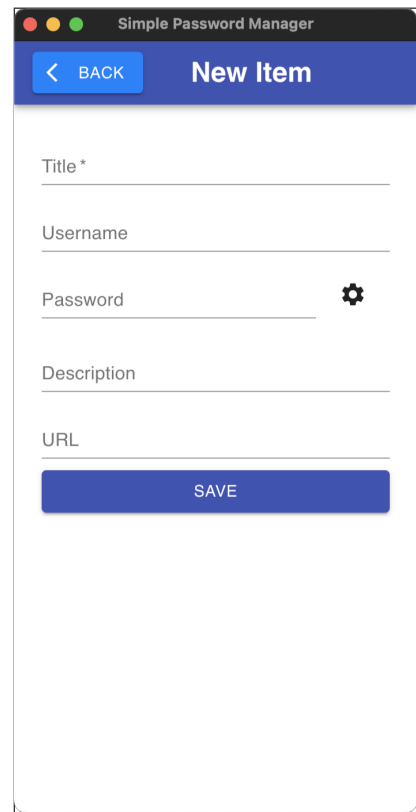 Simple Password Manager
BACK New Item
Title *
Username
Password
Description
URL
SAVE